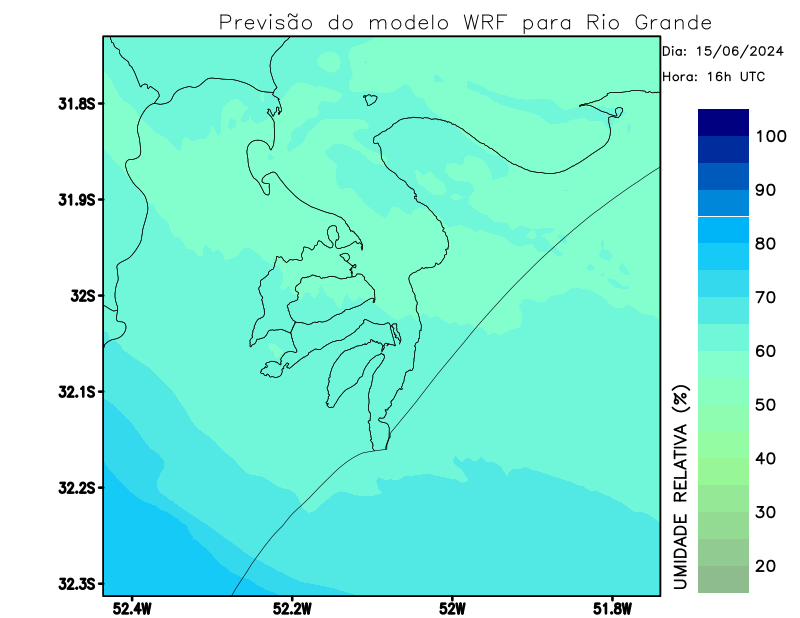 Previsão do modelo WRF para Rio Grande
Dia: 15/06/2024
Hora: 16h UTC
31.8S
31.9S
32S
32.1S
32.2S
32.3S
52.4W
52.2W
52W
51.8W
100
90
80
70
60
50
40
30
20
UMIDADE RELATIVA (%)